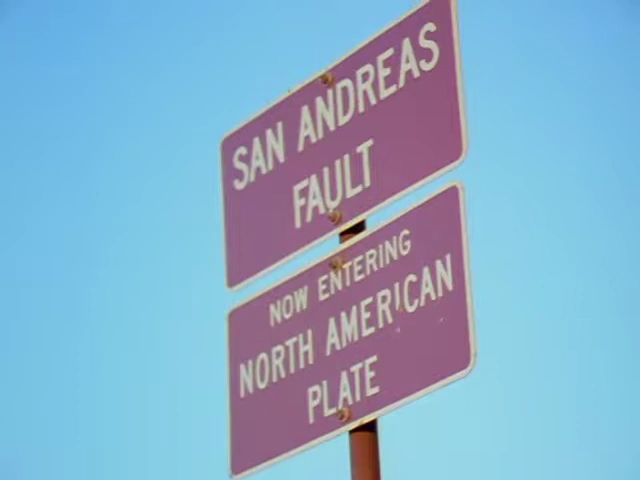 SAN ANDREAS
FAULT
NOW ENTERING
NORTH AMERICAN
PLATE